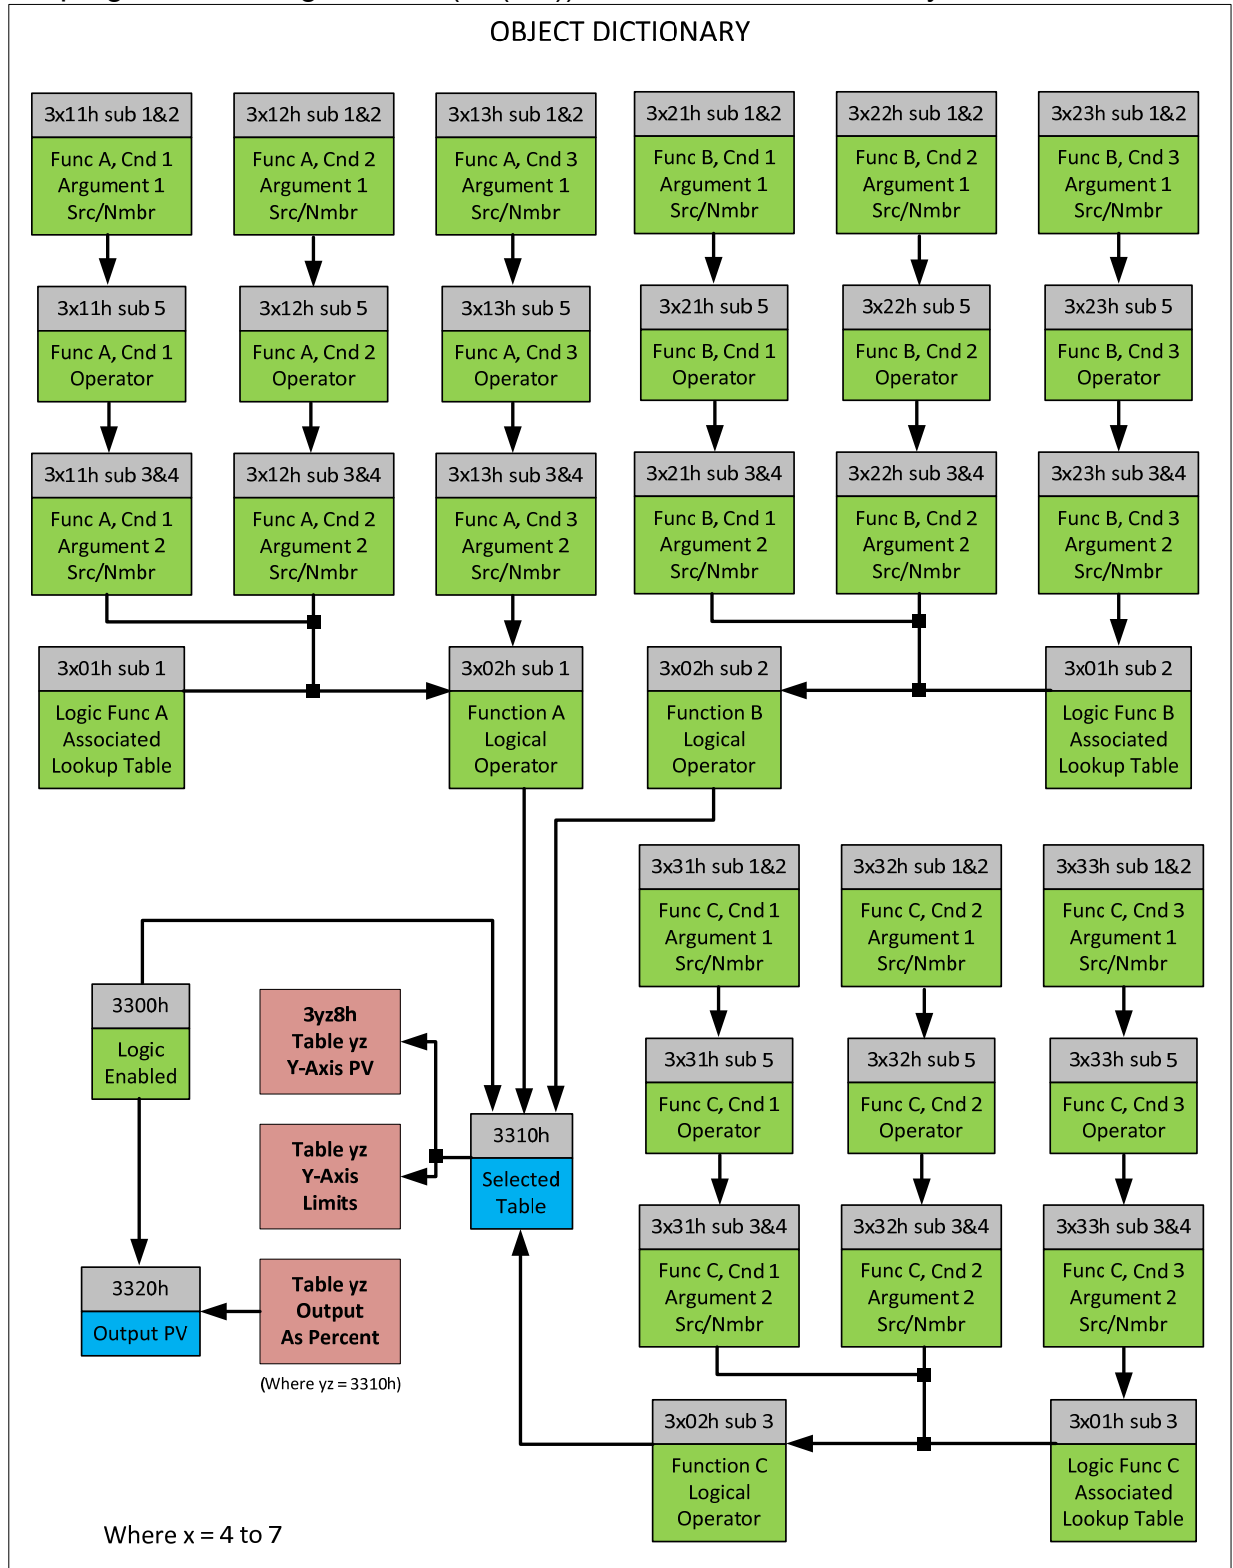 OBJECT DICTIONARY
3x11h sub 1&2
Func A, Cnd 1
Argument 1
Src/Nmbr
3x12h sub 1&2
Func A, Cnd 2
Argument 1
Src/Nmbr
3x13h sub 1&2
Func A, Cnd 3
Argument 1
Src/Nmbr
3x21h sub 1&2
Func B, Cnd 1
Argument 1
Src/Nmbr
3x22h sub 1&2
Func B, Cnd 2
Argument 1
Src/Nmbr
3x23h sub 1&2
Func B, Cnd 3
Argument 1
Src/Nmbr
3x11h sub 5
Func A, Cnd 1
Operator
3x12h sub 5
Func A, Cnd 2
Operator
3x13h sub 5
Func A, Cnd 3
Operator
3x21h sub 5
Func B, Cnd 1
Operator
3x22h sub 5
Func B, Cnd 2
Operator
3x23h sub 5
Func B, Cnd 3
Operator
3x11h sub 3&4
Func A, Cnd 1
Argument 2
Src/Nmbr
3x12h sub 3&4
Func A, Cnd 2
Argument 2
Src/Nmbr
3x13h sub 3&4
Func A, Cnd 3
Argument 2
Src/Nmbr
3x21h sub 3&4
Func B, Cnd 1
Argument 2
Src/Nmbr
3x22h sub 3&4
Func B, Cnd 2
Argument 2
Src/Nmbr
3x23h sub 3&4
Func B, Cnd 3
Argument 2
Src/Nmbr
3x01h sub 1
Logic Func A
Associated
Lookup Table
3x02h sub 1
Function A
Logical
Operator
3x02h sub 2
Function B
Logical
Operator
3x01h sub 2
Logic Func B
Associated
Lookup Table
3x31h sub 1&2
Func C, Cnd 1
Argument 1
Src/Nmbr
3x32h sub 1&2
Func C, Cnd 2
Argument 1
Src/Nmbr
3x33h sub 1&2
Func C, Cnd 3
Argument 1
Src/Nmbr
3300h
Logic
Enabled
3yz8h
Table yz
Y-Axis PV
3x31h sub 5
Func C, Cnd 1
Operator
3x32h sub 5
Func C, Cnd 2
Operator
3x33h sub 5
Func C, Cnd 3
Operator
Table yz
Y-Axis
Limits
3310h
Selected
Table
3x31h sub 3&4
Func C, Cnd 1
Argument 2
Src/Nmbr
3x32h sub 3&4
Func C, Cnd 2
Argument 2
Src/Nmbr
3x33h sub 3&4
Func C, Cnd 3
Argument 2
Src/Nmbr
3320h
Output PV
Table yz
Output
As Percent
(Where yz = 3310h)
3x02h sub 3
Function C
Logical
Operator
3x01h sub 3
Logic Func C
Associated
Lookup Table
Where x = 4 to 7